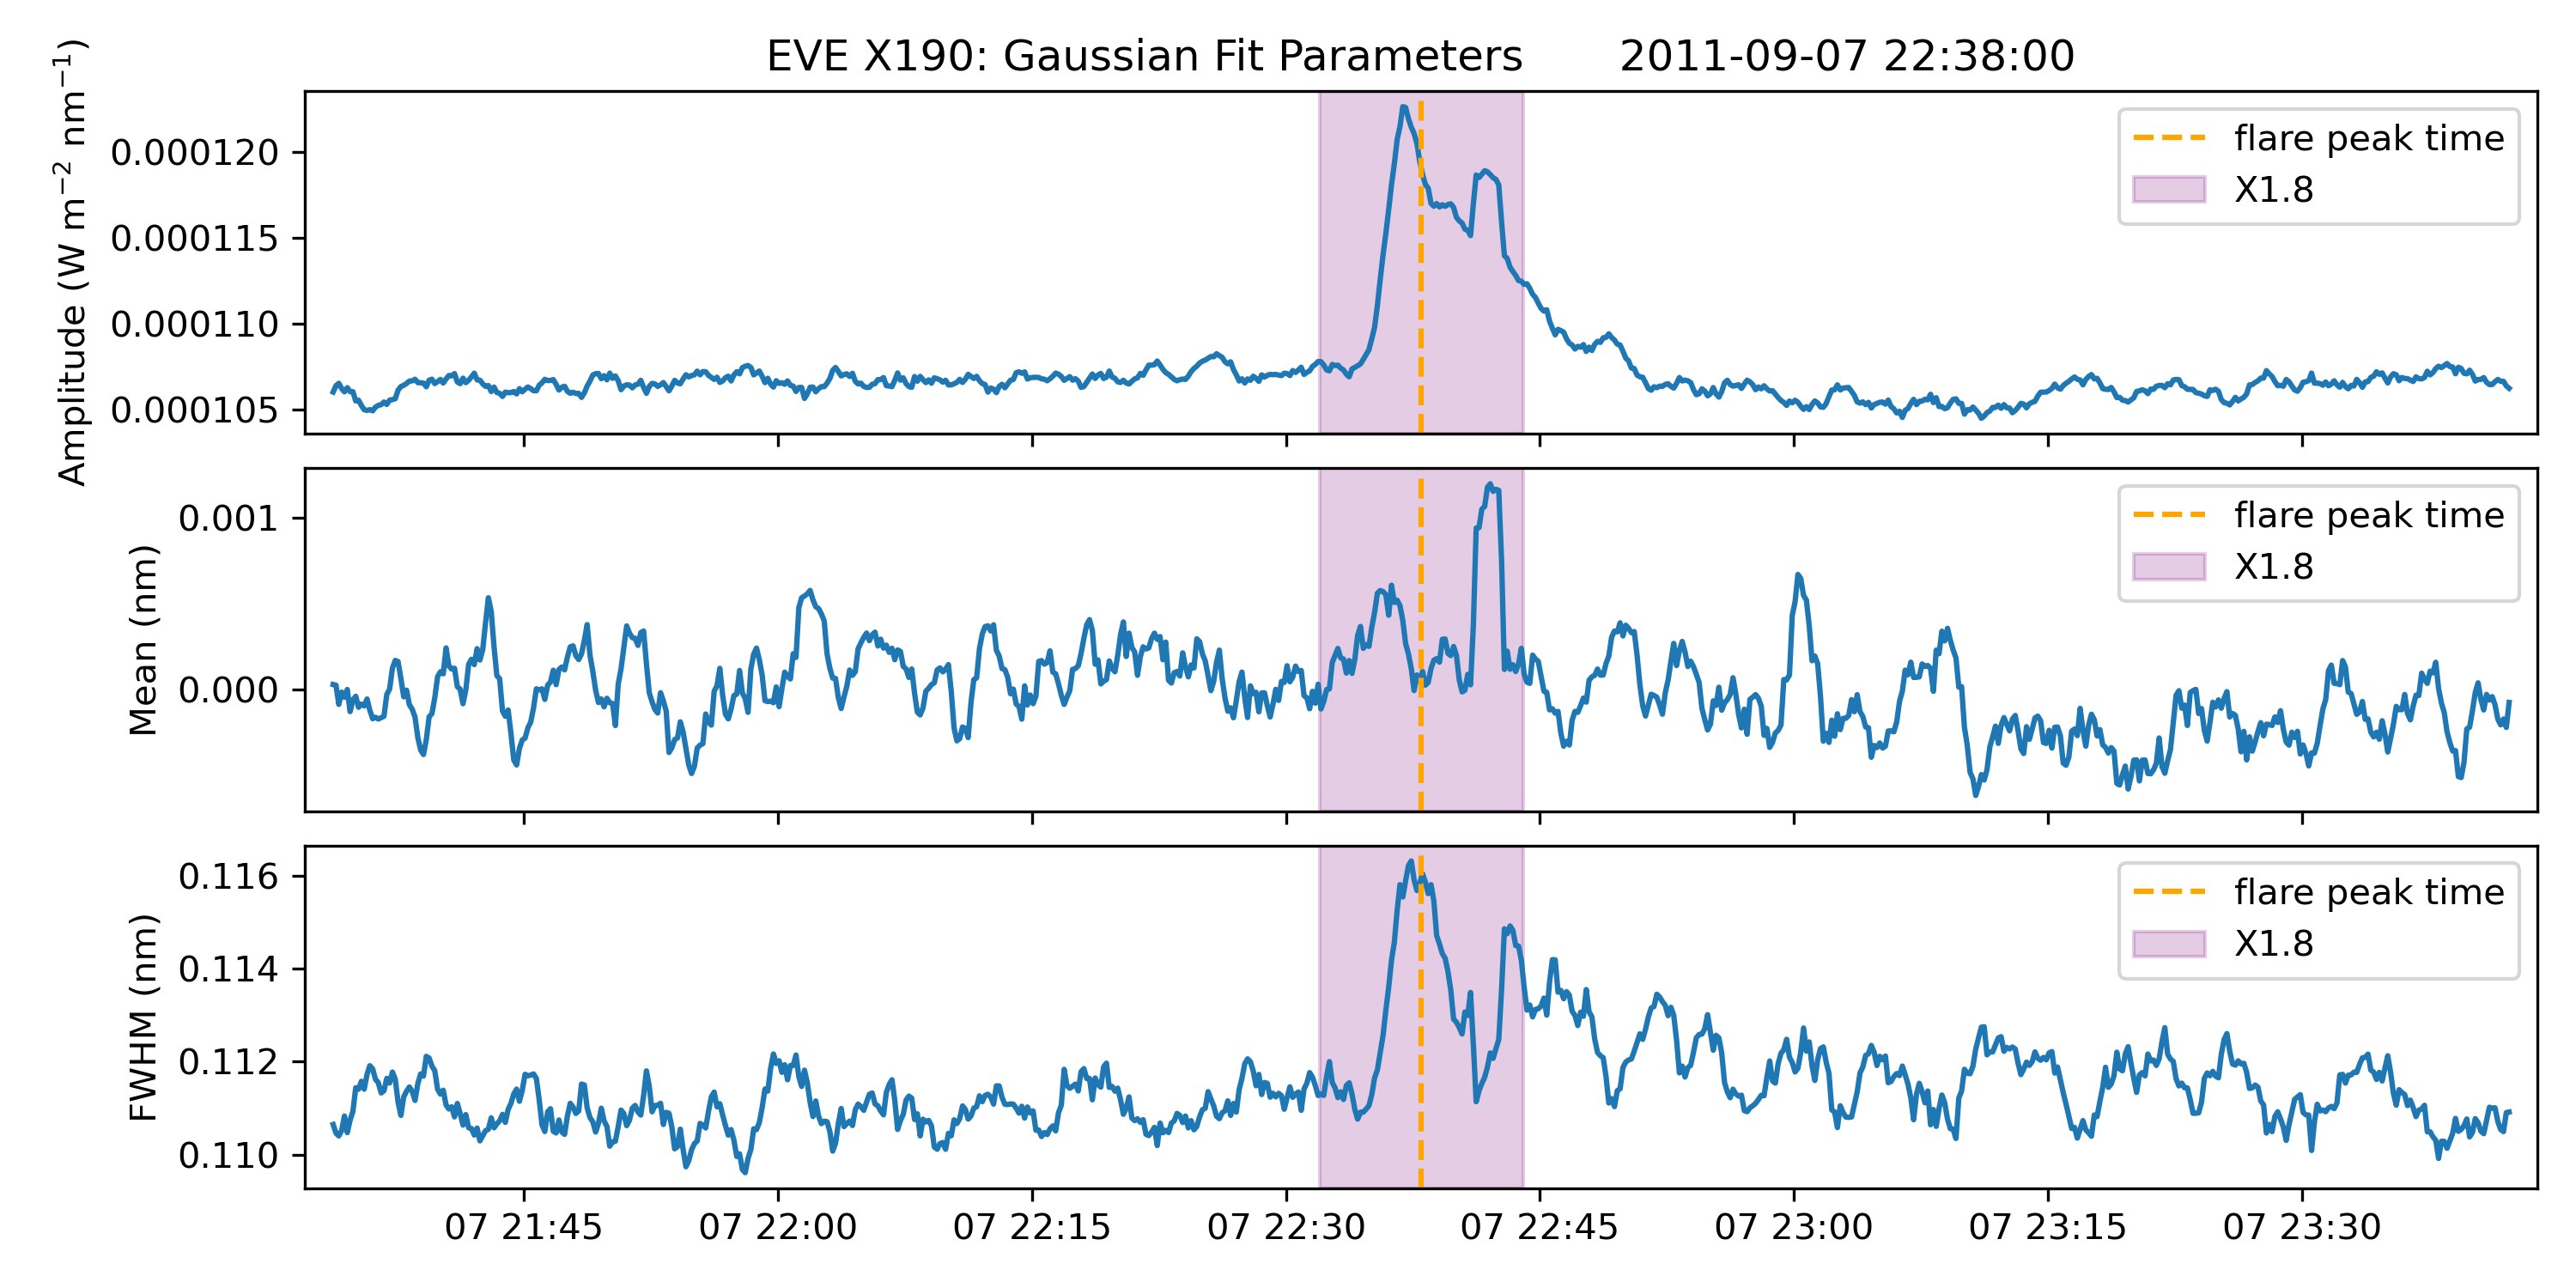 EVE X190: Gaussian Fit Parameters 2011-09-07 22:38:00
Amplitude (W m⁻² nm⁻¹)
0.000120
0.000115
0.000110
0.000105
flare peak time
X1.8
Mean (nm)
0.001
0.000
flare peak time
X1.8
FWHM (nm)
0.116
0.114
0.112
0.110
flare peak time
X1.8
07 21:45 07 22:00 07 22:15 07 22:30 07 22:45 07 23:00 07 23:15 07 23:30